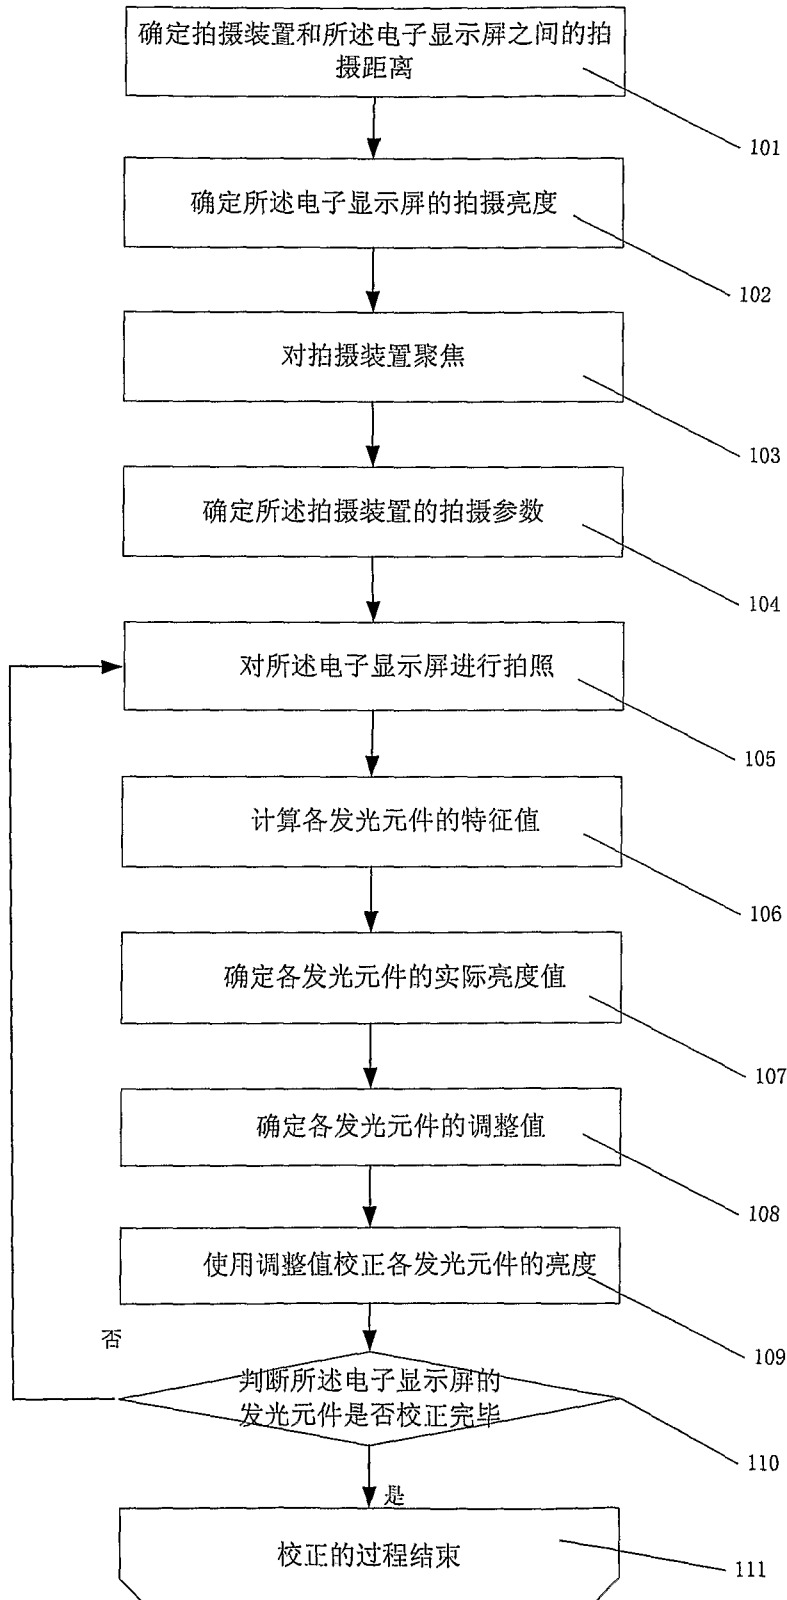 确定拍摄装置和所述电子显示屏之间的拍
摄距离
101
确定所述电子显示屏的拍摄亮度
102
对拍摄装置聚焦
103
确定所述拍摄装置的拍摄参数
104
对所述电子显示屏进行拍照
105
计算各发光元件的特征值
106
确定各发光元件的实际亮度值
107
确定各发光元件的调整值
108
使用调整值校正各发光元件的亮度
109
否
判断所述电子显示屏的
发光元件是否校正完毕
110
是
校正的过程结束
111